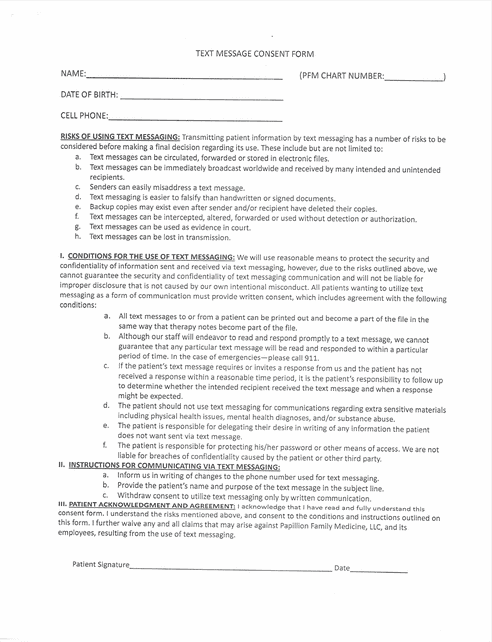 TEXT MESSAGE CONSENT FORM
NAME: (PFM CHART NUMBER: )
DATE OF BIRTH:
CELL PHONE:
RISKS OF USING TEXT MESSAGING: Transmitting patient information by text messaging has a number of risks to be
considered before making a final decision regarding its use. These include but are not limited to:
a. Text messages can be circulated, forwarded or stored in electronic files.
b. Text messages can be immediately broadcast worldwide and received by many intended and unintended
recipients.
c. Senders can easily misaddress a text message.
d. Text messaging is easier to falsify than handwritten or signed documents.
e. Backup copies may exist even after sender and/or recipient have deleted their copies.
f. Text messages can be intercepted, altered, forwarded or used without detection or authorization.
g. Text messages can be used as evidence in court.
h. Text messages can be lost in transmission.
I. CONDITIONS FOR THE USE OF TEXT MESSAGING: We will use reasonable means to protect the security and
confidentiality of information sent and received via text messaging, however, due to the risks outlined above, we
cannot guarantee the security and confidentiality of text messaging communication and will not be liable for
improper disclosure that is not caused by our own intentional misconduct. All patients wanting to utilize text
messaging as a form of communication must provide written consent, which includes agreement with the following
conditions:
a. All text messages to or from a patient can be printed out and become a part of the file in the
same way that therapy notes become part of the file.
b. Although our staff will endeavor to read and respond promptly to a text message, we cannot
guarantee that any particular text message will be read and responded to within a particular
period of time. In the case of emergencies—please call 911.
c. If the patient's text message requires or invites a response from us and the patient has not
received a response within a reasonable time period, it is the patient's responsibility to follow up
to determine whether the intended recipient received the text message and when a response
might be expected.
d. The patient should not use text messaging for communications regarding extra sensitive materials
including physical health issues, mental health diagnoses, and/or substance abuse.
e. The patient is responsible for delegating their desire in writing of any information the patient
does not want sent via text message.
f. The patient is responsible for protecting his/her password or other means of access. We are not
liable for breaches of confidentiality caused by the patient or other third party.
II. INSTRUCTIONS FOR COMMUNICATING VIA TEXT MESSAGING:
a. Inform us in writing of changes to the phone number used for text messaging.
b. Provide the patient's name and purpose of the text message in the subject line.
c. Withdraw consent to utilize text messaging only by written communication.
III. PATIENT ACKNOWLEDGMENT AND AGREEMENT: I acknowledge that I have read and fully understand this
consent form. I understand the risks mentioned above, and consent to the conditions and instructions outlined on
this form. I further waive any and all claims that may arise against Papillion Family Medicine, LLC, and its
employees, resulting from the use of text messaging.
Patient Signature Date